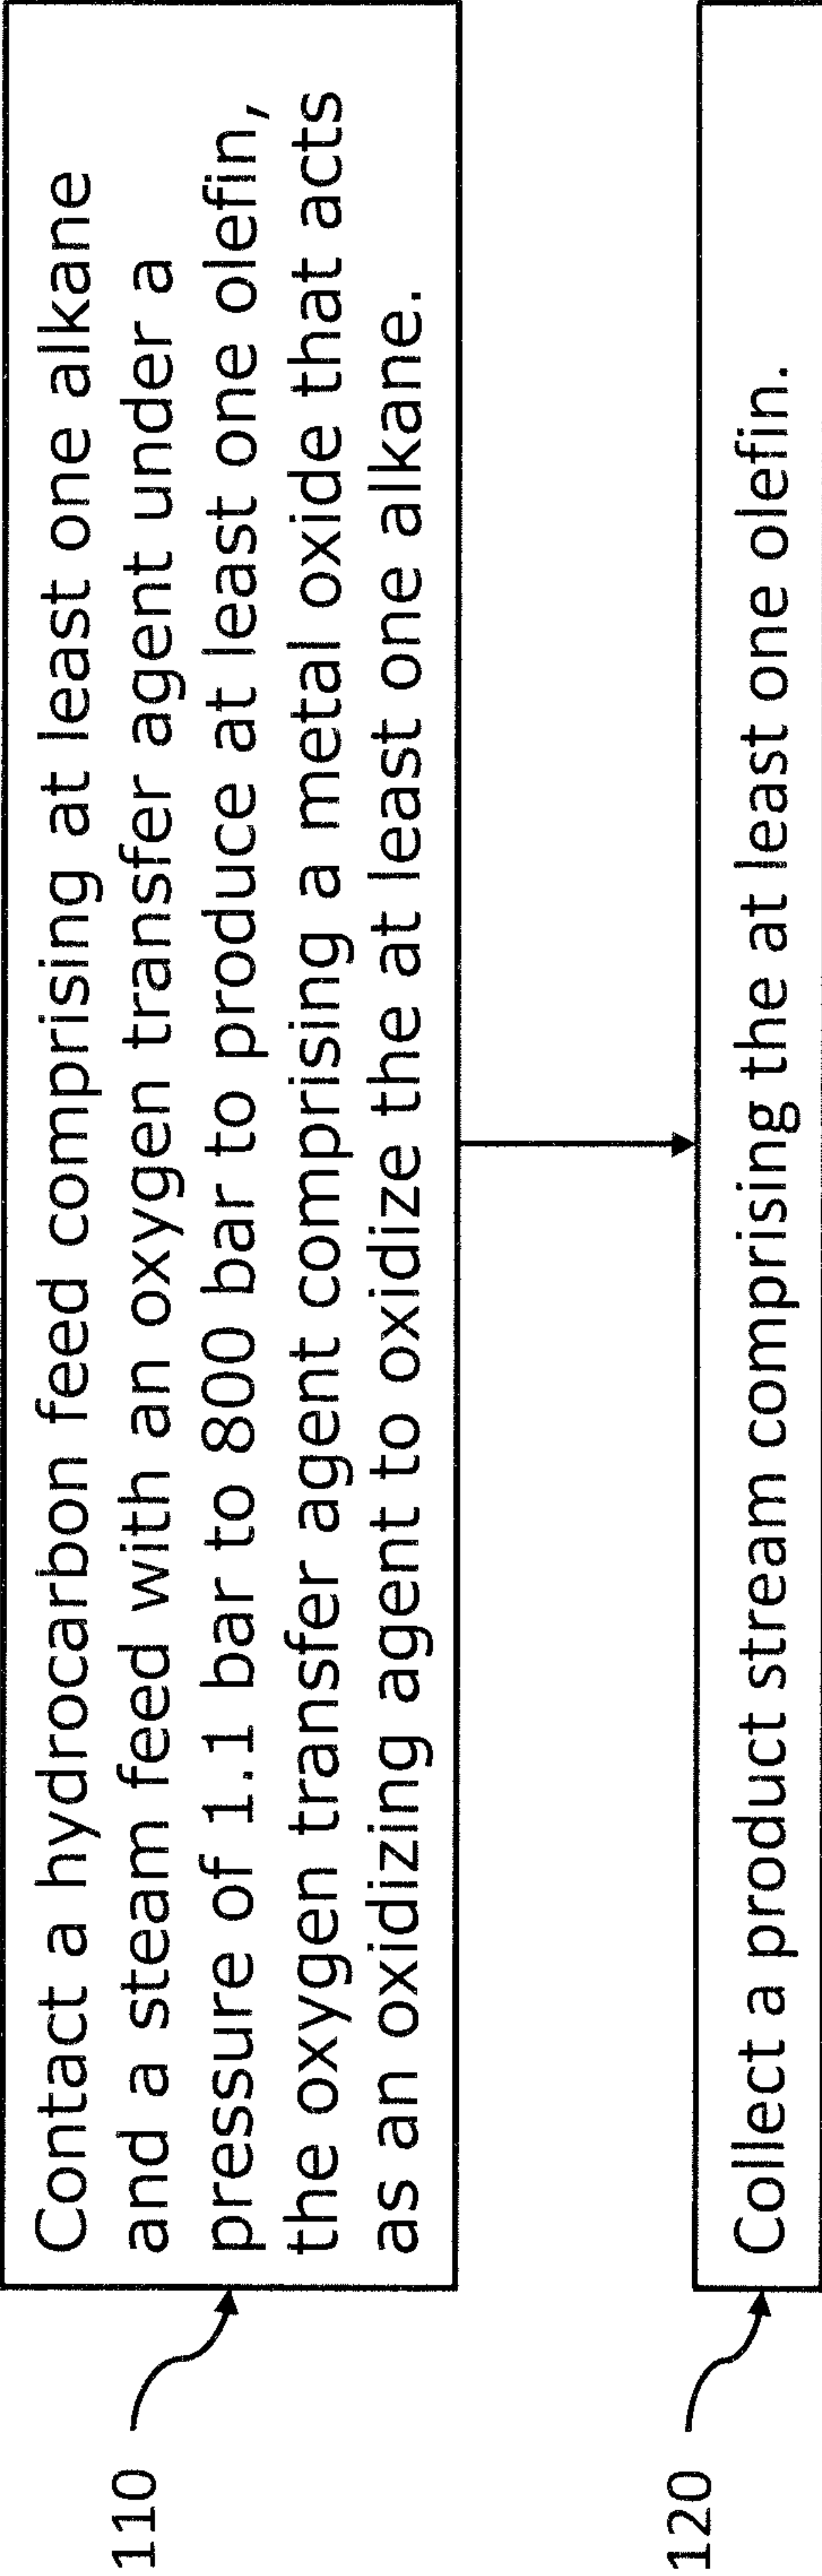 110
Contact a hydrocarbon feed comprising at least one alkane
and a steam feed with an oxygen transfer agent under a
pressure of 1.1 bar to 800 bar to produce at least one olefin,
the oxygen transfer agent comprising a metal oxide that acts
as an oxidizing agent to oxidize the at least one alkane.
120
Collect a product stream comprising the at least one olefin.